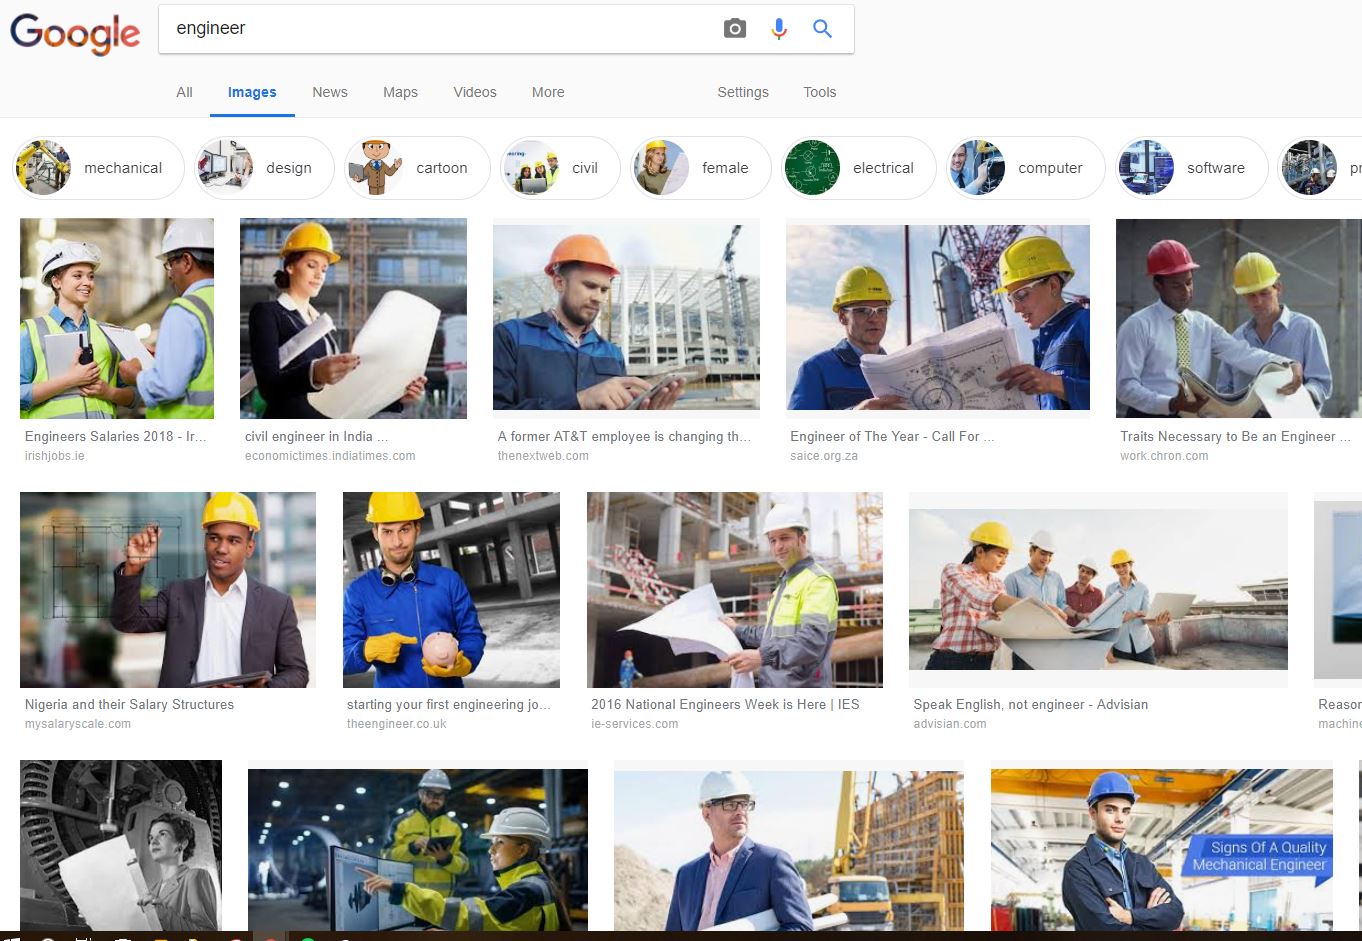 Google
engineer
All Images News Maps Videos More Settings Tools
mechanical design cartoon civil female electrical computer software
Engineers Salaries 2018 - Ir... civil engineer in India ... A former AT&T employee is changing th... Engineer of The Year - Call For ... Traits Necessary to Be an Engineer ...
irishjobs.ie economictimes.indiatimes.com thenextweb.com saice.org.za work.chron.com
Nigeria and their Salary Structures starting your first engineering jo... 2016 National Engineers Week is Here | IES Speak English, not engineer - Advisian Reason
mysalaryscale.com theengineer.co.uk ie-services.com advisian.com machine
Signs Of A Quality
Mechanical Engineer